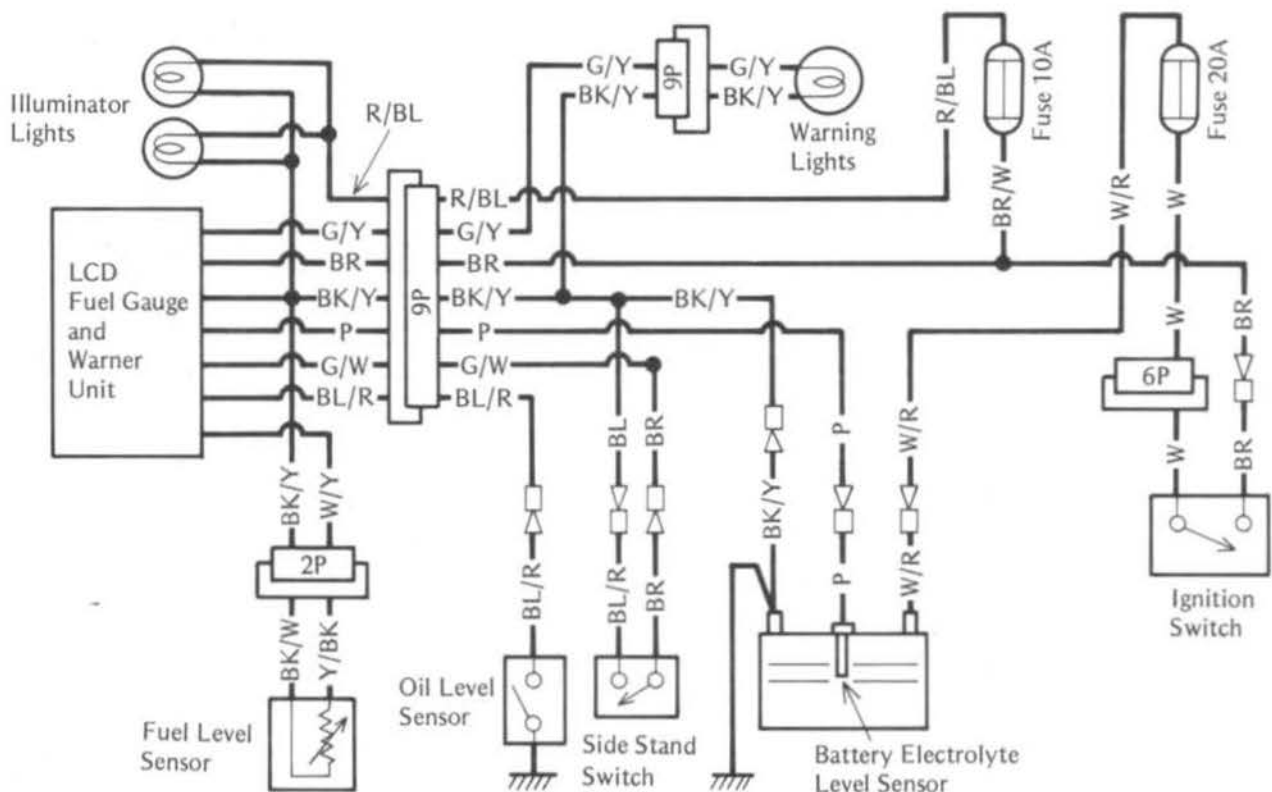 Illuminator
Lights
R/BL
G/Y
BK/Y
9P
G/Y
BK/Y
Warning
Lights
R/BL
Fuse 10A
BR/W
W/R
Fuse 20A
W
LCD
Fuel Gauge
and
Warner
Unit
G/Y
BR
BK/Y
P
G/W
BL/R
9P
R/BL
G/Y
BR
BK/Y
P
G/W
BL/R
BK/Y
W
6P
W
BR
BR
Ignition
Switch
BK/Y
W/Y
2P
BK/W
Y/BK
Fuel Level
Sensor
BL/R
Oil Level
Sensor
BL
BR
BL/R
BR
Side Stand
Switch
BK/Y
P
P
W/R
W/R
Battery Electrolyte
Level Sensor